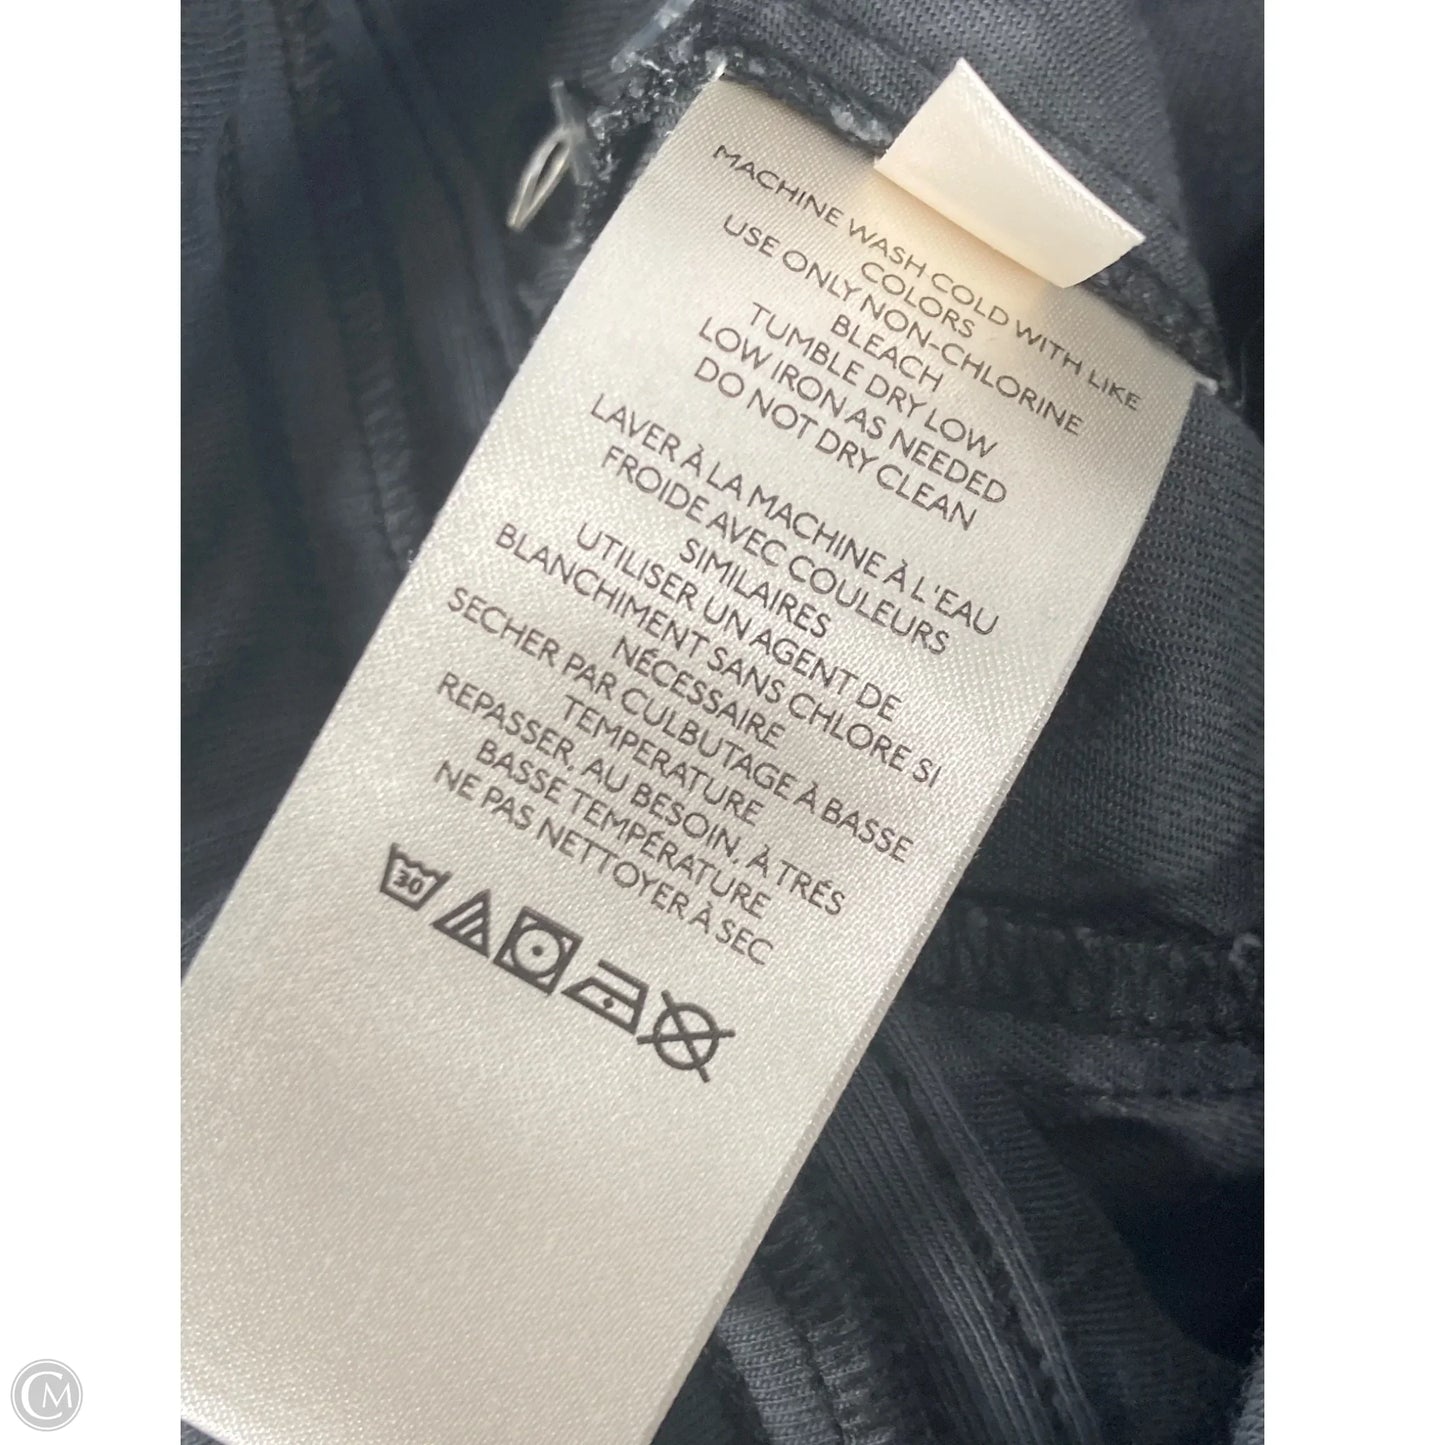 MACHINE WASH COLD WITH LIKE
COLORS
USE ONLY NON-CHLORINE
BLEACH
TUMBLE DRY LOW
LOW IRON AS NEEDED
DO NOT DRY CLEAN
LAVER À LA MACHINE À L'EAU
FROIDE AVEC COULEURS
SIMILAIRES
UTILISER UN AGENT DE
BLANCHIMENT SANS CHLORE SI
NÉCESSAIRE
SECHER PAR CULBUTAGE À BASSE
TEMPERATURE
REPASSER, AU BESOIN, À TRÉS
BASSE TEMPÉRATURE
NE PAS NETTOYER À SEC
30
CM